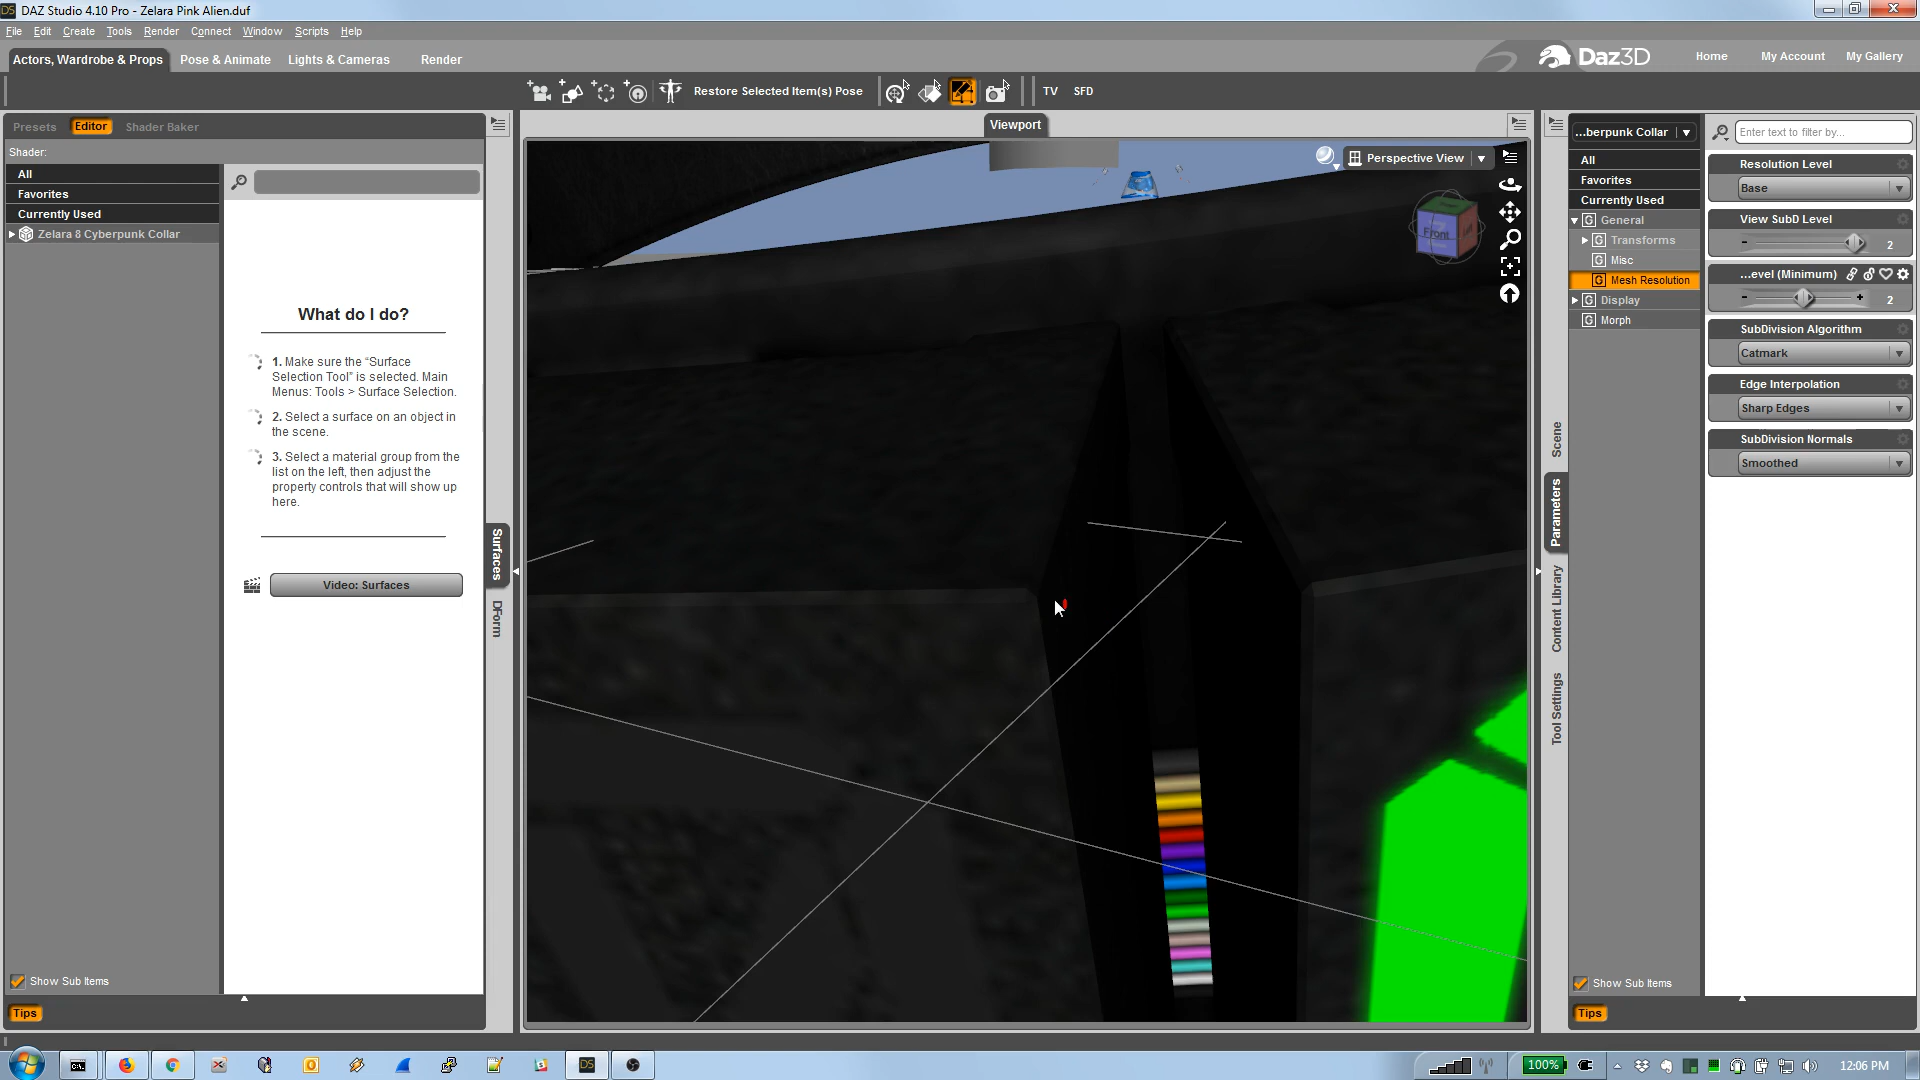 DAZ Studio 4.10 Pro - Zelara Pink Alien.duf
File Edit Create Tools Render Connect Window Scripts Help
Actors, Wardrobe & Props Pose & Animate Lights & Cameras Render
Daz3D Home My Account My Gallery
Restore Selected Item(s) Pose TV SFD
Presets Editor Shader Baker
Shader:
All
Favorites
Currently Used
Zelara 8 Cyberpunk Collar
Show Sub Items
Tips
What do I do?
1. Make sure the “Surface
Selection Tool” is selected. Main
Menus: Tools > Surface Selection.
2. Select a surface on an object in
the scene.
3. Select a material group from the
list on the left, then adjust the
property controls that will show up
here.
Video: Surfaces
Surfaces
DForm
Viewport
Perspective View
Front
Scene
Parameters
Content Library
Tool Settings
...berpunk Collar
All
Favorites
Currently Used
General
Transforms
Misc
Mesh Resolution
Display
Morph
Show Sub Items
Tips
Enter text to filter by...
Resolution Level
Base
View SubD Level
- 2
...evel (Minimum)
- + 2
SubDivision Algorithm
Catmark
Edge Interpolation
Sharp Edges
SubDivision Normals
Smoothed
100%
12:06 PM